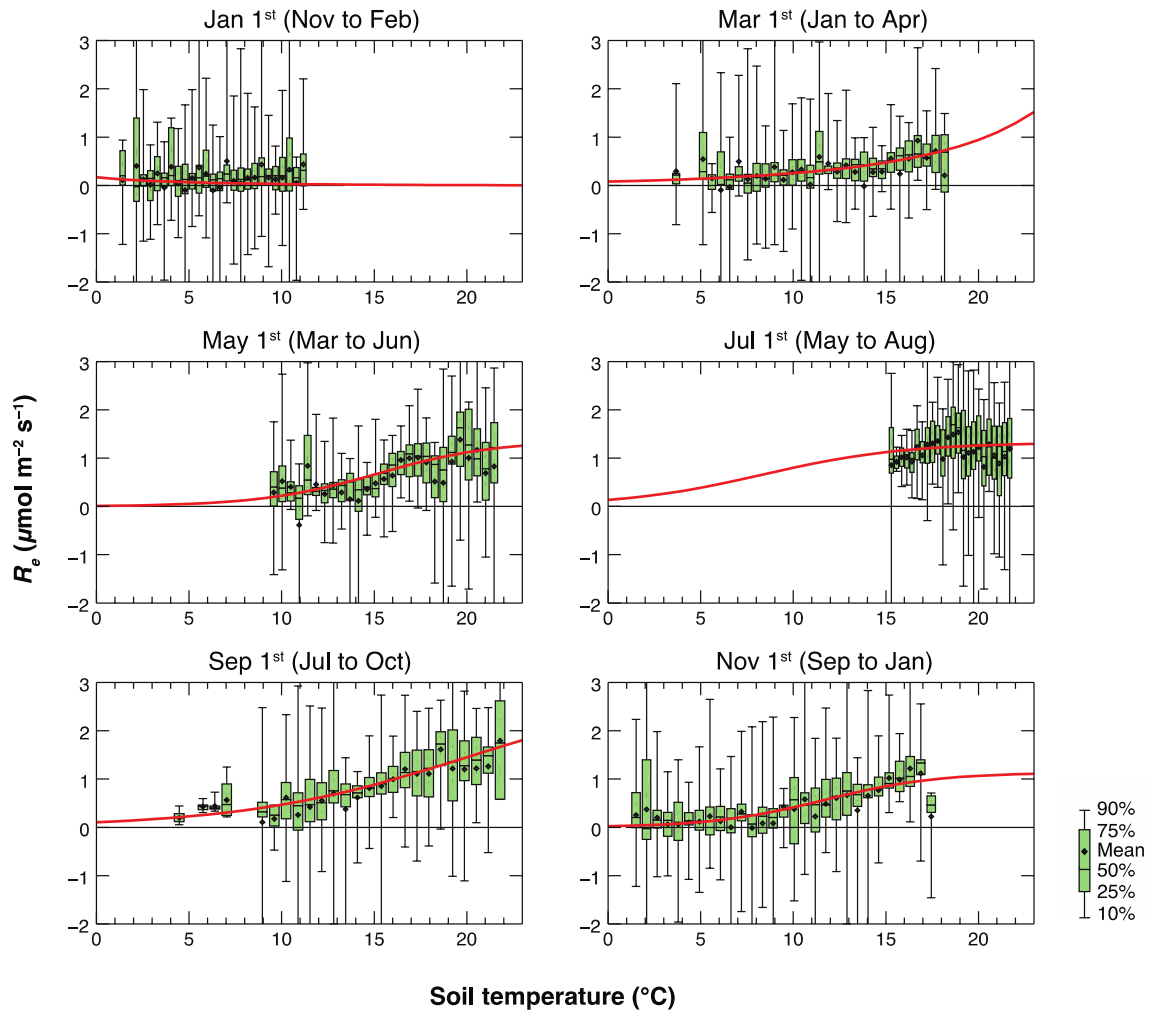 Jan 1st (Nov to Feb)
Mar 1st (Jan to Apr)
3
2
1
0
−1
−2
0 5 10 15 20
3
2
1
0
−1
−2
0 5 10 15 20
May 1st (Mar to Jun)
Jul 1st (May to Aug)
3
2
1
0
−1
−2
0 5 10 15 20
3
2
1
0
−1
−2
0 5 10 15 20
Sep 1st (Jul to Oct)
Nov 1st (Sep to Jan)
3
2
1
0
−1
−2
0 5 10 15 20
3
2
1
0
−1
−2
0 5 10 15 20
Re (µmol m−2 s−1)
Soil temperature (°C)
90%
75%
Mean
50%
25%
10%